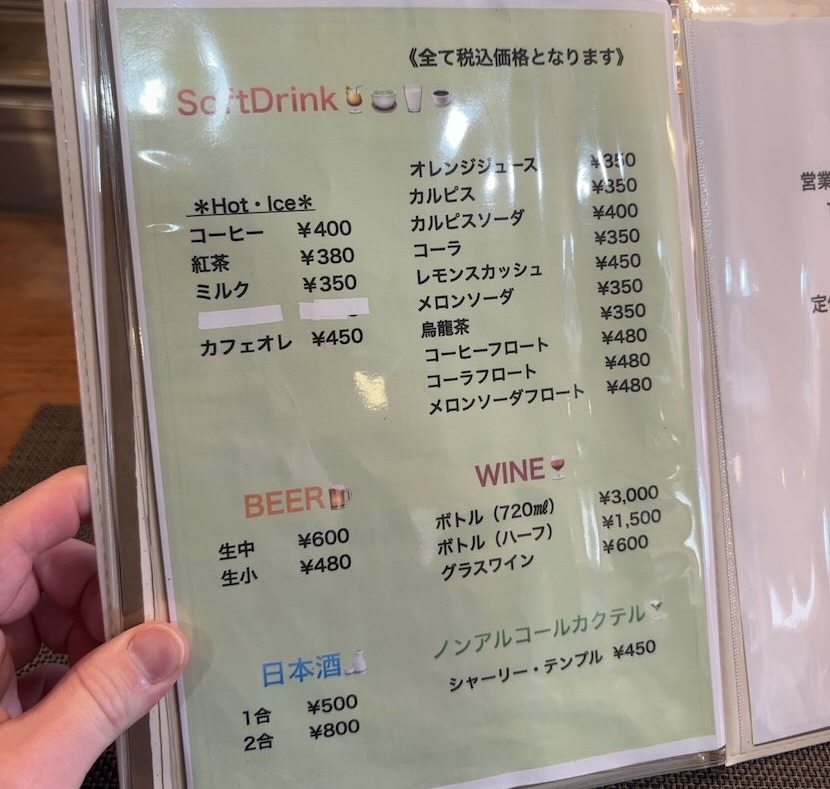 《全て税込価格となります》
SoftDrink
＊Hot・Ice＊
コーヒー ¥400
紅茶 ¥380
ミルク ¥350
カフェオレ ¥450
オレンジジュース ¥350
カルピス ¥350
カルピスソーダ ¥400
コーラ ¥350
レモンスカッシュ ¥450
メロンソーダ ¥350
烏龍茶 ¥350
コーヒーフロート ¥480
コーラフロート ¥480
メロンソーダフロート ¥480
BEER
生中 ¥600
生小 ¥480
WINE
ボトル（720㎖） ¥3,000
ボトル（ハーフ） ¥1,500
グラスワイン ¥600
日本酒
1合 ¥500
2合 ¥800
ノンアルコールカクテル
シャーリー・テンプル ¥450
営業